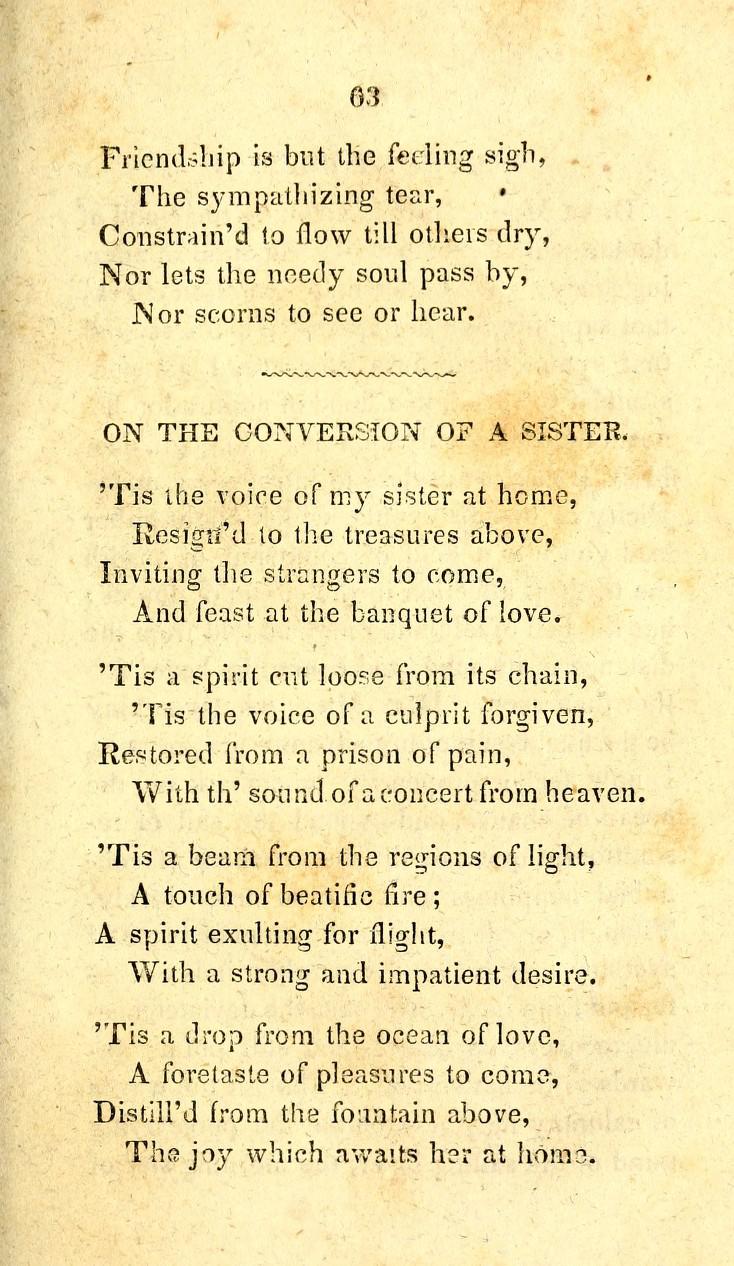 63
Friendship is but the feeling sigh,
The sympathizing tear,
Constrain'd to flow till others dry,
Nor lets the needy soul pass by,
Nor scorns to see or hear.
ON THE CONVERSION OF A SISTER.
'Tis the voice of my sister at home,
Resign'd to the treasures above,
Inviting the strangers to come,
And feast at the banquet of love.
'Tis a spirit cut loose from its chain,
'Tis the voice of a culprit forgiven,
Restored from a prison of pain,
With th' sound of a concert from heaven.
'Tis a beam from the regions of light,
A touch of beatific fire;
A spirit exulting for flight,
With a strong and impatient desire.
'Tis a drop from the ocean of love,
A foretaste of pleasures to come,
Distill'd from the fountain above,
The joy which awaits her at home.